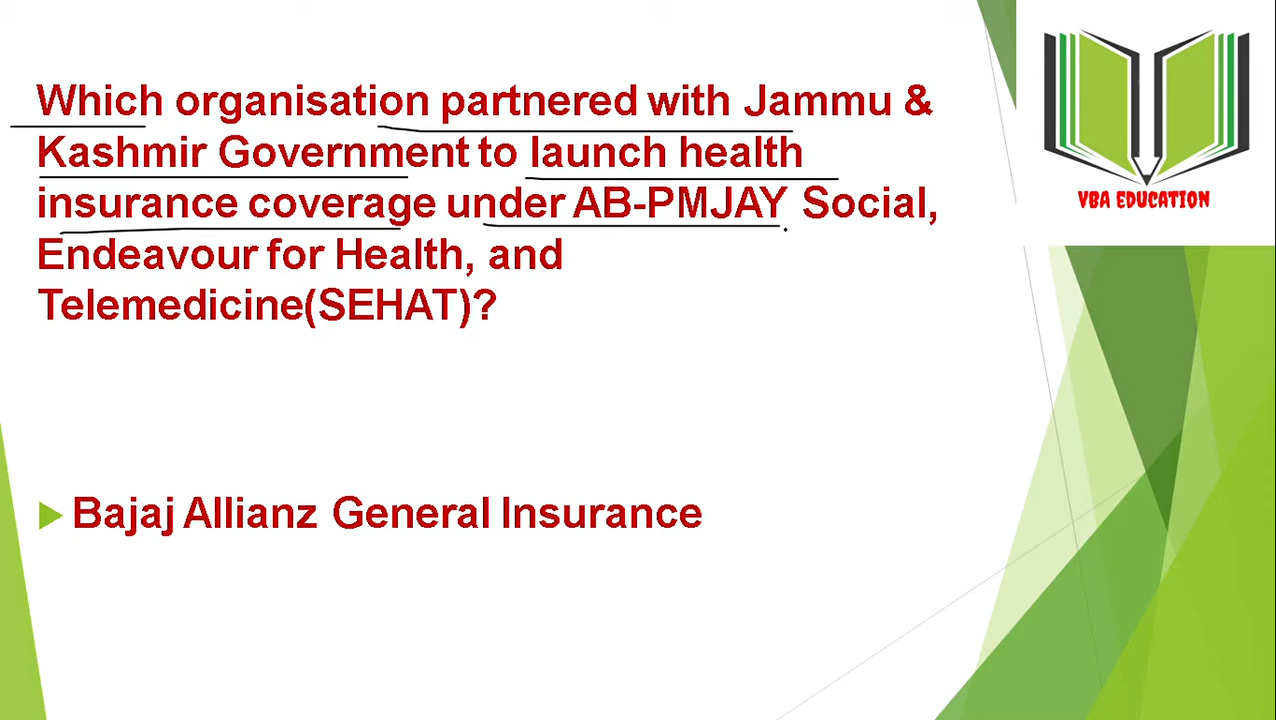 Which organisation partnered with Jammu &
Kashmir Government to launch health
insurance coverage under AB-PMJAY Social,
Endeavour for Health, and
Telemedicine(SEHAT)?
VBA EDUCATION
Bajaj Allianz General Insurance